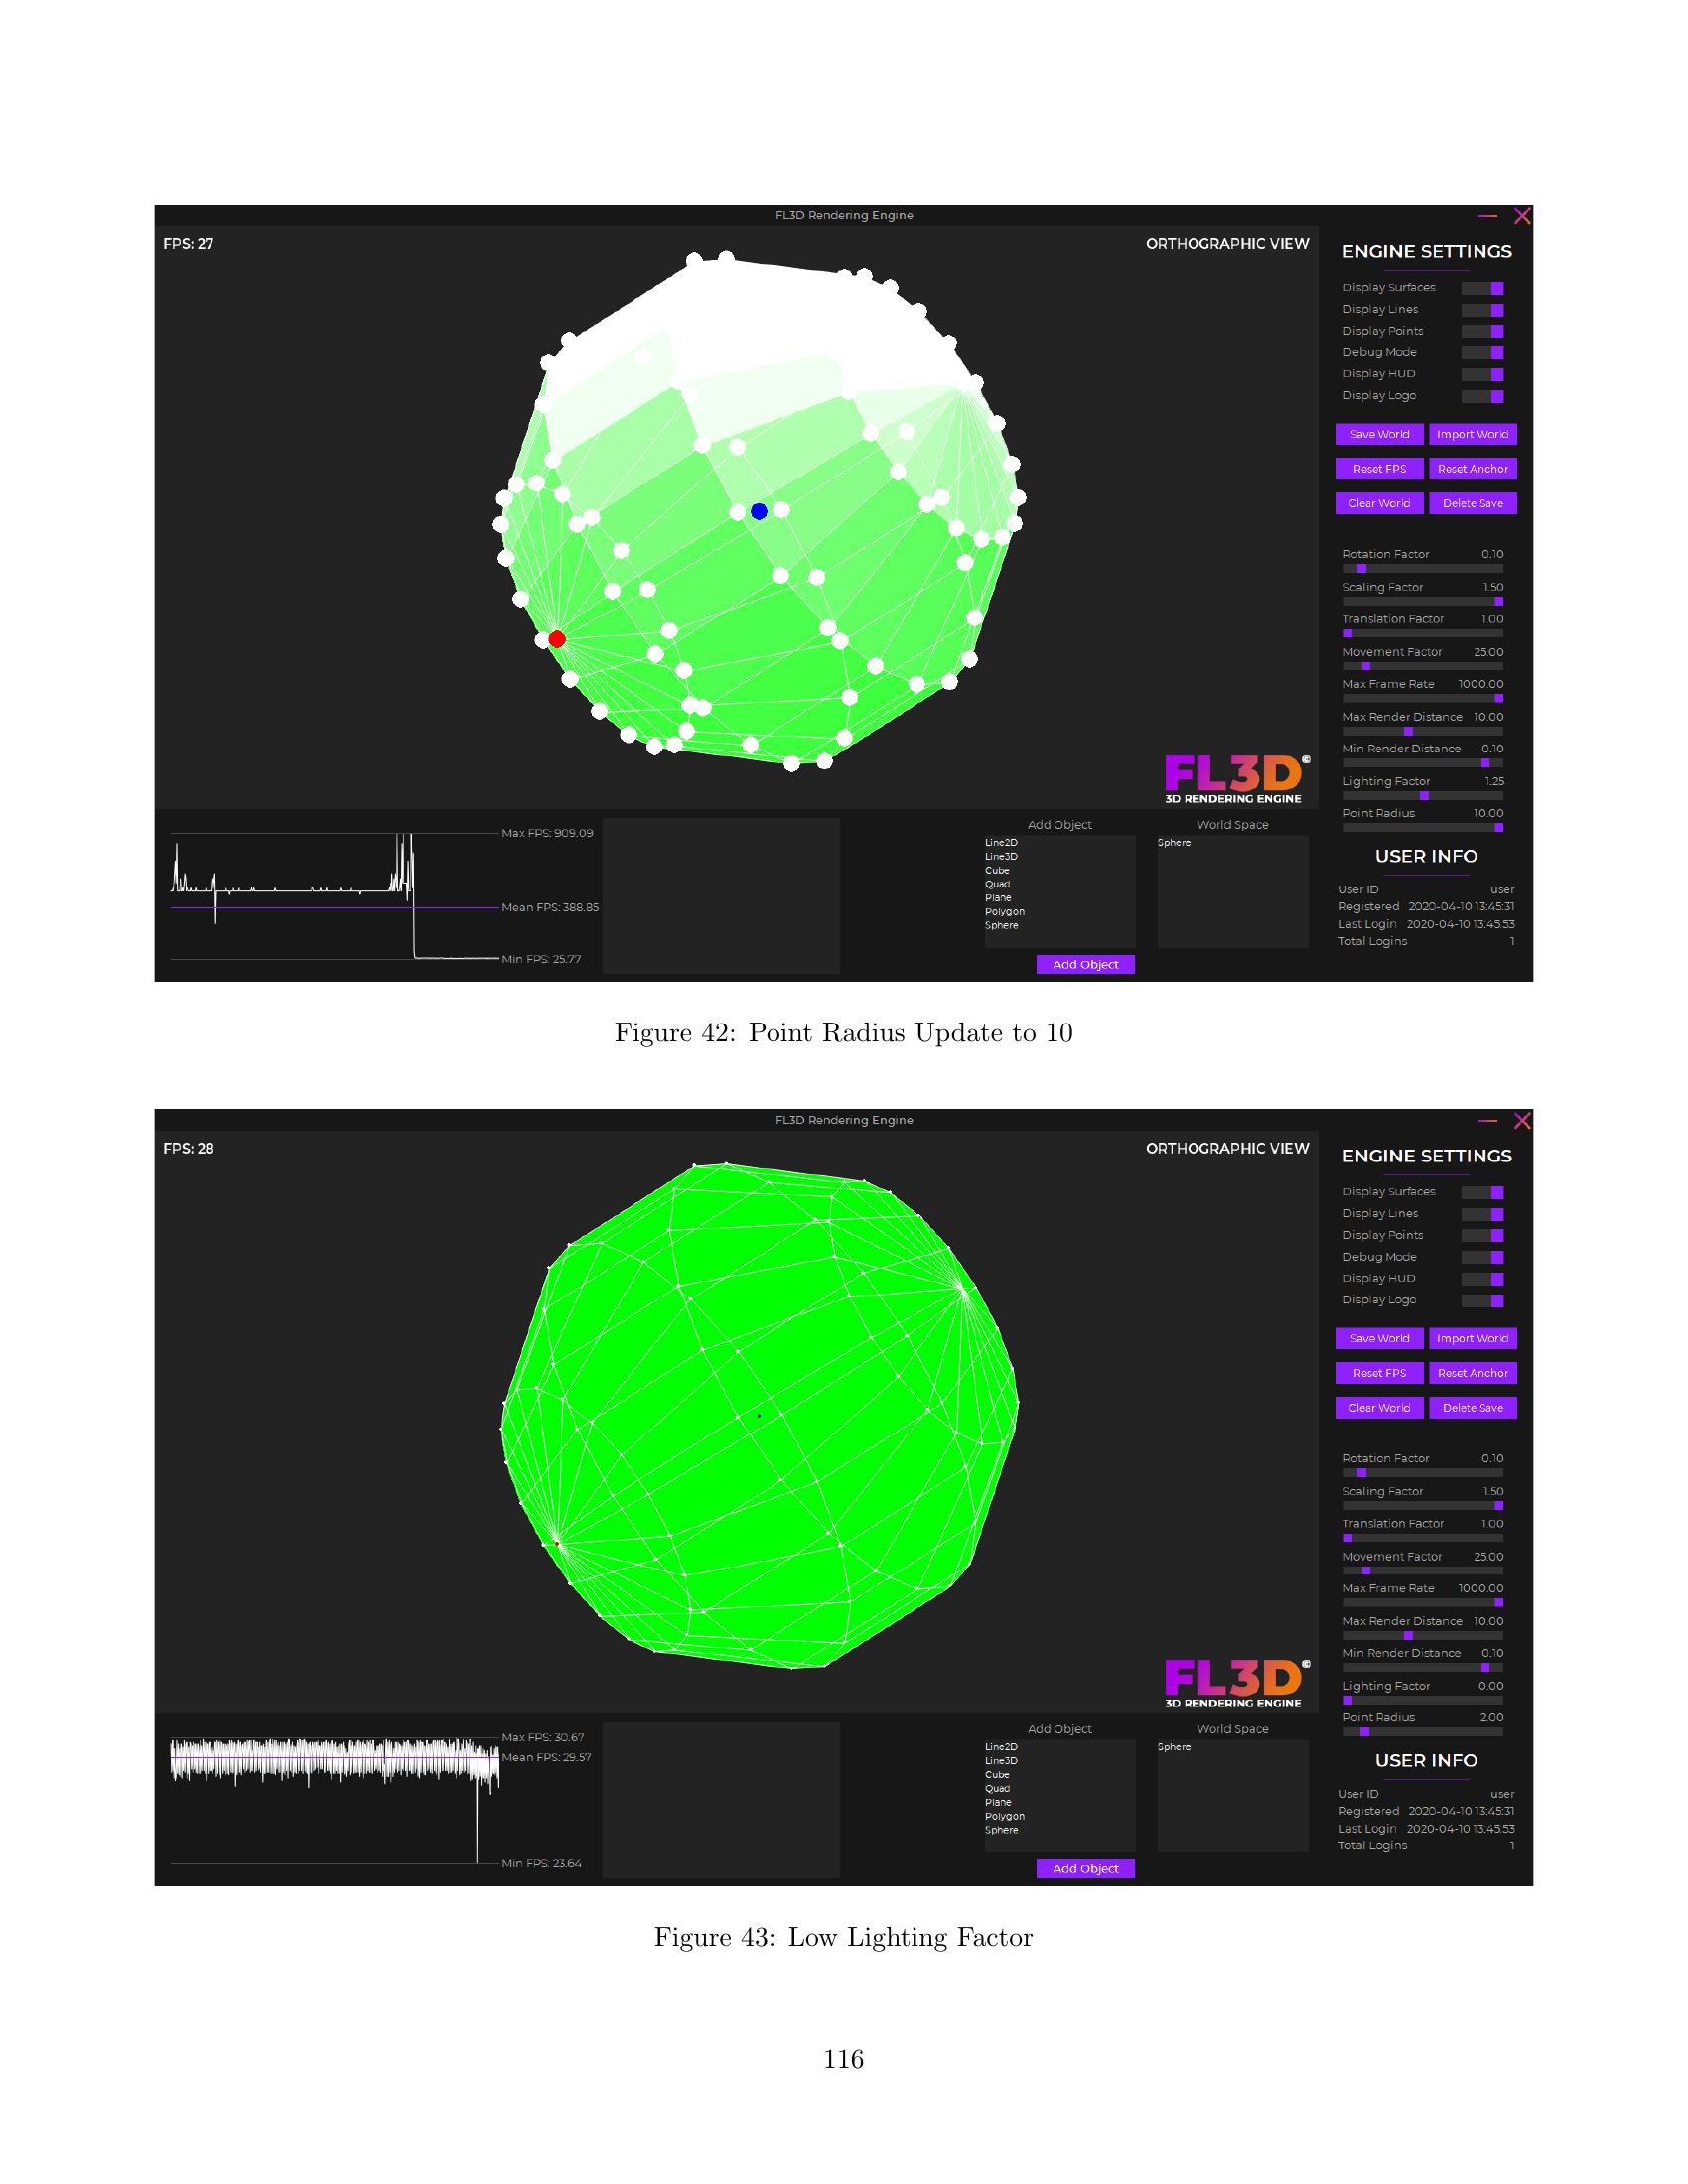 FL3D Rendering Engine
FPS: 27
ORTHOGRAPHIC VIEW
ENGINE SETTINGS
Display Surfaces
Display Lines
Display Points
Debug Mode
Display HUD
Display Logo
Save World Import World
Reset FPS Reset Anchor
Clear World Delete Save
Rotation Factor 0.10
Scaling Factor 1.50
Translation Factor 1.00
Movement Factor 25.00
Max Frame Rate 1000.00
Max Render Distance 10.00
Min Render Distance 0.10
Lighting Factor 1.25
Point Radius 10.00
USER INFO
User ID user
Registered 2020-04-10 13:45:31
Last Login 2020-04-10 13:45:53
Total Logins 1
FL3D©
3D RENDERING ENGINE
Max FPS: 909.09
Mean FPS: 388.85
Min FPS: 25.77
Add Object
Line2D
Line3D
Cube
Quad
Plane
Polygon
Sphere
Add Object
World Space
Sphere
Figure 42: Point Radius Update to 10
FL3D Rendering Engine
FPS: 28
ORTHOGRAPHIC VIEW
ENGINE SETTINGS
Display Surfaces
Display Lines
Display Points
Debug Mode
Display HUD
Display Logo
Save World Import World
Reset FPS Reset Anchor
Clear World Delete Save
Rotation Factor 0.10
Scaling Factor 1.50
Translation Factor 1.00
Movement Factor 25.00
Max Frame Rate 1000.00
Max Render Distance 10.00
Min Render Distance 0.10
Lighting Factor 0.00
Point Radius 2.00
USER INFO
User ID user
Registered 2020-04-10 13:45:31
Last Login 2020-04-10 13:45:53
Total Logins 1
FL3D©
3D RENDERING ENGINE
Max FPS: 30.67
Mean FPS: 29.57
Min FPS: 23.64
Add Object
Line2D
Line3D
Cube
Quad
Plane
Polygon
Sphere
Add Object
World Space
Sphere
Figure 43: Low Lighting Factor
116